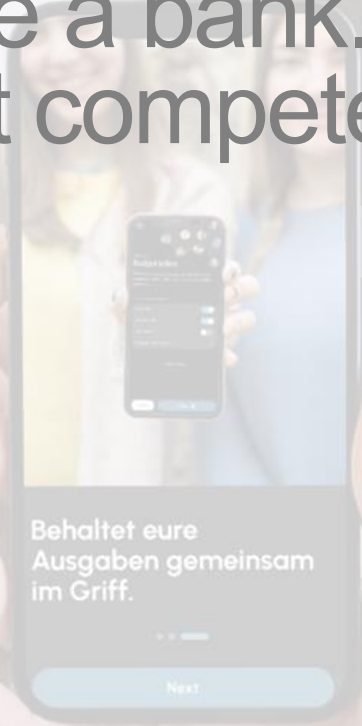 e a bank.
t compete
Behaltet eure
Ausgaben gemeinsam
im Griff.
Next